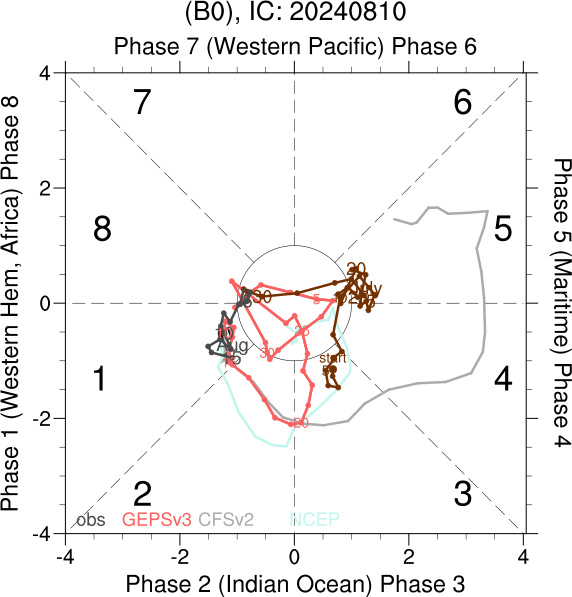 (B0), IC: 20240810
Phase 7 (Western Pacific) Phase 6
Phase 1 (Western Hem, Africa) Phase 8
Phase 5 (Maritime) Phase 4
Phase 2 (Indian Ocean) Phase 3
4
2
0
-2
-4
-4
-2
0
2
4
7
6
8
5
1
4
2
3
20
30
5
Aug
start
30
20
obs GEPSv3 CFSv2 NCEP